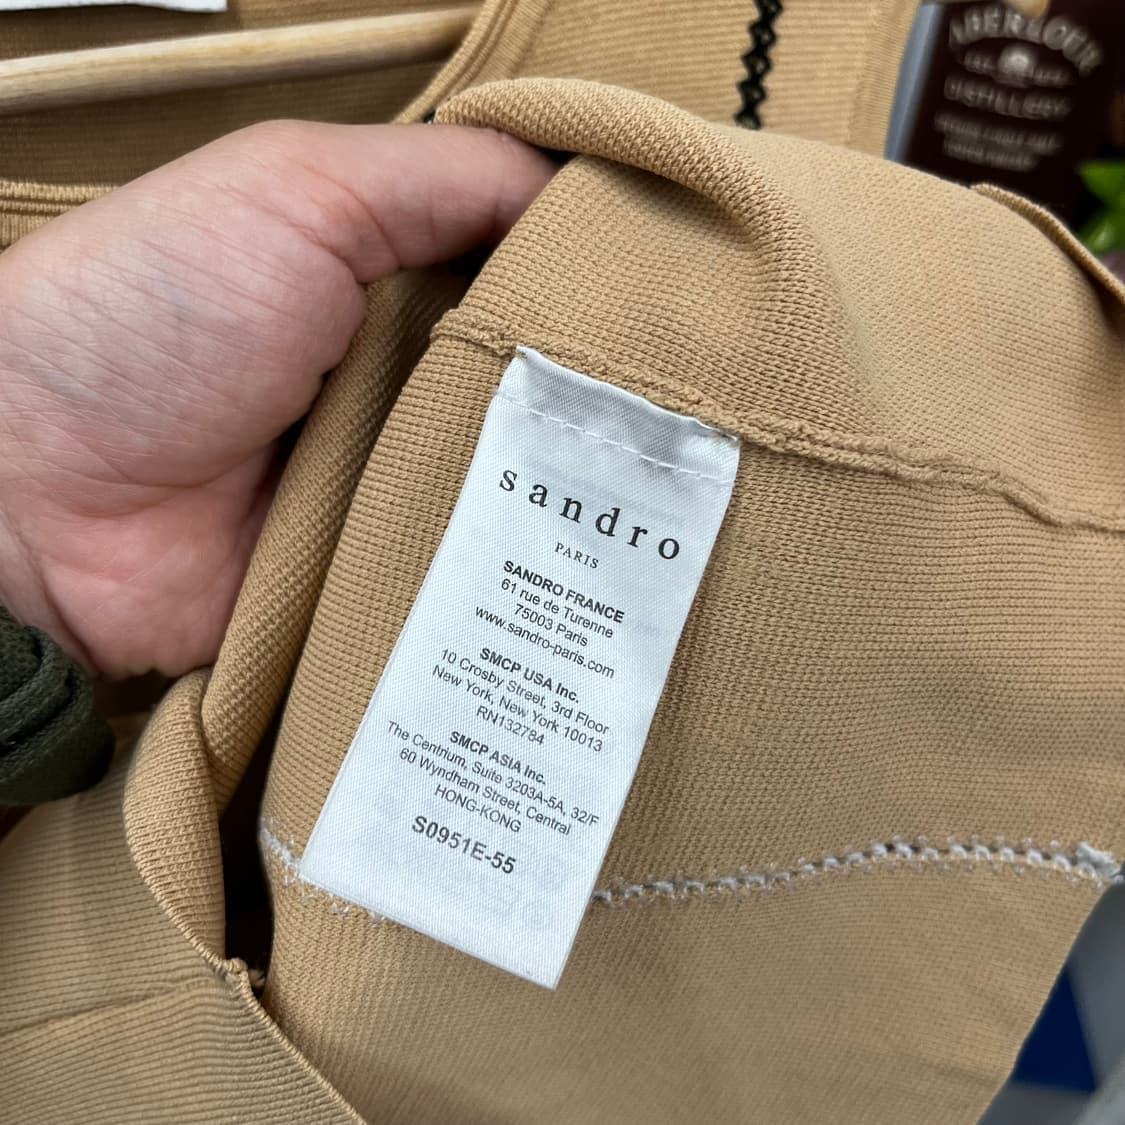 sandro
PARIS
SANDRO FRANCE
61 rue de Turenne
75003 Paris
www.sandro-paris.com
SMCP USA Inc.
10 Crosby Street, 3rd Floor
New York, New York 10013
RN132784
SMCP ASIA Inc.
The Centrium, Suite 3203A-5A, 32/F
60 Wyndham Street, Central
HONG-KONG
S0951E-55
ABERLOUR
DISTILLERY